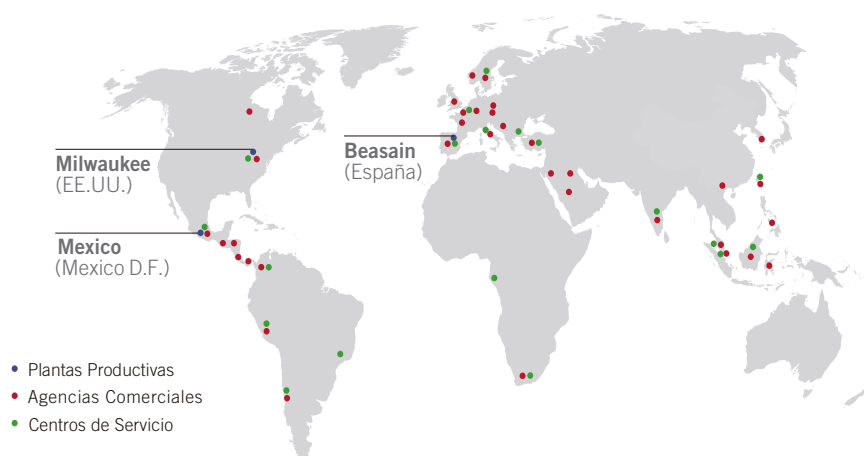 Milwaukee
(EE.UU.)
Beasain
(España)
Mexico
(Mexico D.F.)
Plantas Productivas
Agencias Comerciales
Centros de Servicio